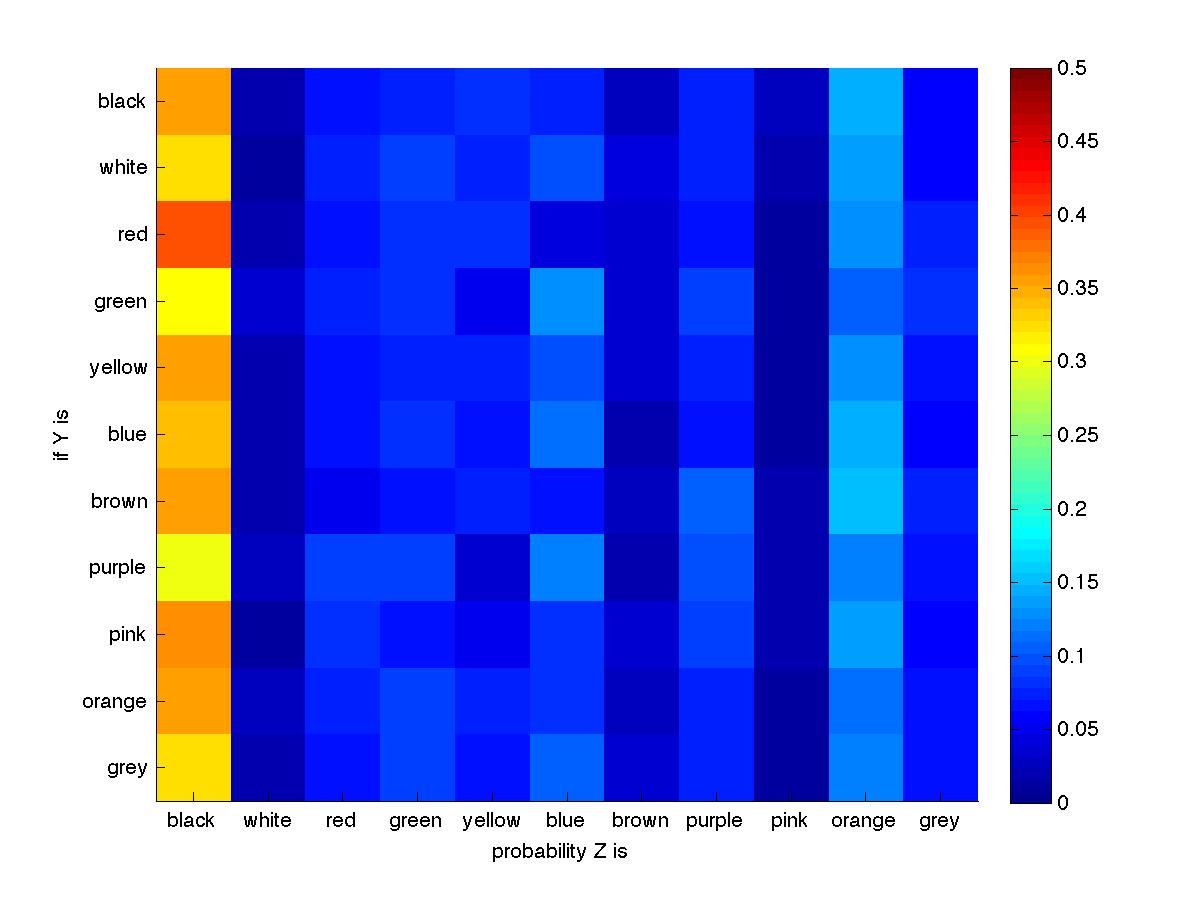 black
white
red
green
yellow
blue
brown
purple
pink
orange
grey
if Y is
black white red green yellow blue brown purple pink orange grey
probability Z is
0.5
0.45
0.4
0.35
0.3
0.25
0.2
0.15
0.1
0.05
0